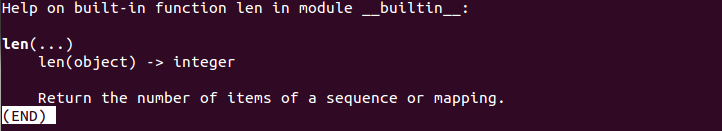 Help on built-in function len in module __builtin__:
len(...)
len(object) -> integer
Return the number of items of a sequence or mapping.
(END)